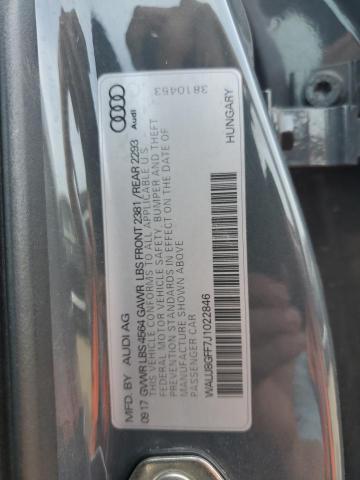 Audi
MFD. BY AUDI AG
3810453
09 17 GVWR LBS 4564 GAWR LBS FRONT 2381 /REAR 2293
THIS VEHICLE CONFORMS TO ALL APPLICABLE U.S.
FEDERAL MOTOR VEHICLE SAFETY, BUMPER AND THEFT
PREVENTION STANDARDS IN EFFECT ON THE DATE OF
MANUFACTURE SHOWN ABOVE.
PASSENGER CAR
WAUU8GFF7J1022846
HUNGARY